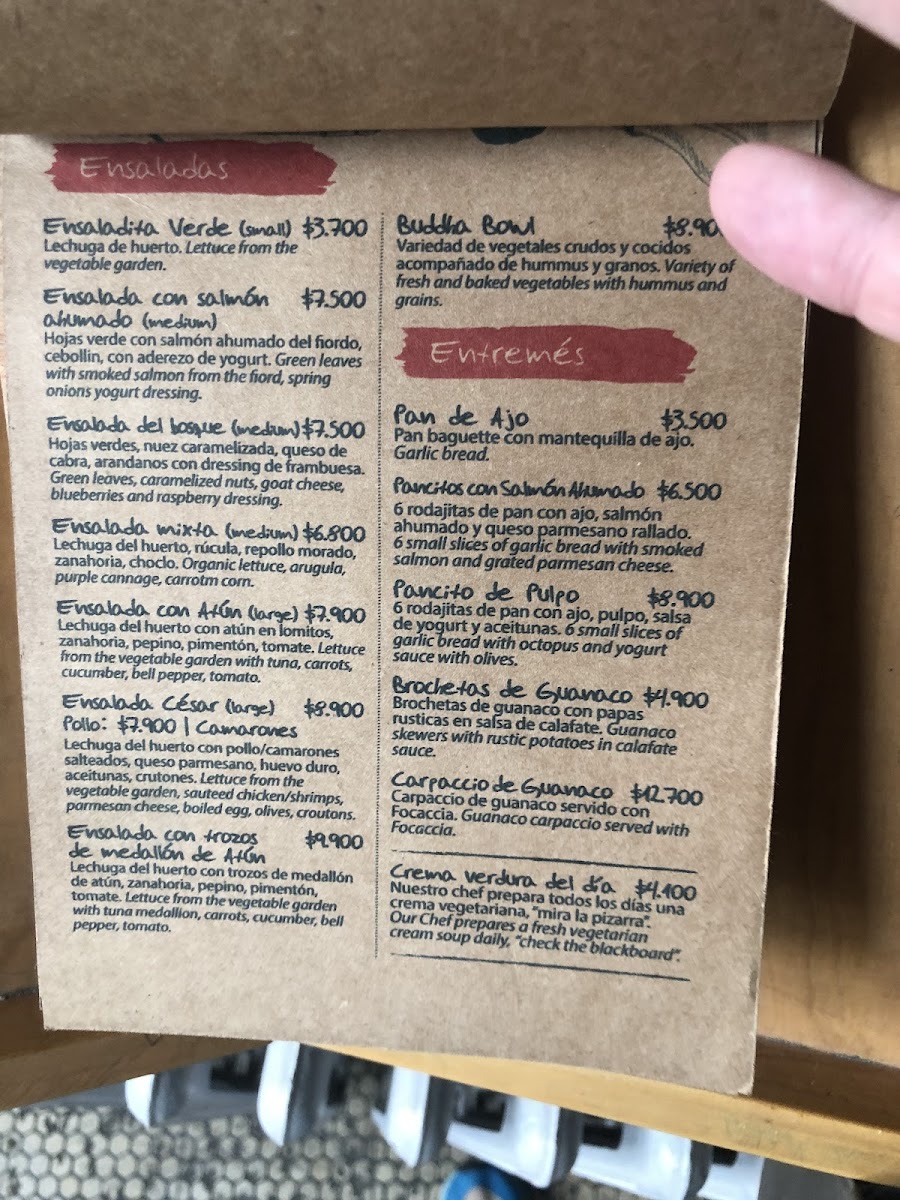 Ensaladas
Ensaladita Verde (small) $3.700
Lechuga de huerto. Lettuce from the
vegetable garden.
Ensalada con salmón $7.500
ahumado (medium)
Hojas verde con salmón ahumado del fiordo,
cebollin, con aderezo de yogurt. Green leaves
with smoked salmon from the fiord, spring
onions yogurt dressing.
Ensalada del bosque (medium) $7.500
Hojas verdes, nuez caramelizada, queso de
cabra, arandanos con dressing de frambuesa.
Green leaves, caramelized nuts, goat cheese,
blueberries and raspberry dressing.
Ensalada mixta (medium) $6.800
Lechuga del huerto, rúcula, repollo morado,
zanahoria, choclo. Organic lettuce, arugula,
purple cannage, carrotm corn.
Ensalada con Atún (large) $7.900
Lechuga del huerto con atún en lomitos,
zanahoria, pepino, pimentón, tomate. Lettuce
from the vegetable garden with tuna, carrots,
cucumber, bell pepper, tomato.
Ensalada César (large) $8.900
Pollo: $7.900 | Camarones
Lechuga del huerto con pollo/camarones
salteados, queso parmesano, huevo duro,
aceitunas, crutones. Lettuce from the
vegetable garden, sauteed chicken/shrimps,
parmesan cheese, boiled egg, olives, croutons.
Ensalada con trozos $9.900
de medallón de Atún
Lechuga del huerto con trozos de medallón
de atún, zanahoria, pepino, pimentón,
tomate. Lettuce from the vegetable garden
with tuna medallion, carrots, cucumber, bell
pepper, tomato.
Buddha Bowl $8.90
Variedad de vegetales crudos y cocidos
acompañado de hummus y granos. Variety of
fresh and baked vegetables with hummus and
grains.
Entremés
Pan de Ajo $3.500
Pan baguette con mantequilla de ajo.
Garlic bread.
Pancitos con Salmón Ahumado $6.500
6 rodajitas de pan con ajo, salmón
ahumado y queso parmesano rallado.
6 small slices of garlic bread with smoked
salmon and grated parmesan cheese.
Pancito de Pulpo $8.900
6 rodajitas de pan con ajo, pulpo, salsa
de yogurt y aceitunas. 6 small slices of
garlic bread with octopus and yogurt
sauce with olives.
Brochetas de Guanaco $4.900
Brochetas de guanaco con papas
rusticas en salsa de calafate. Guanaco
skewers with rustic potatoes in calafate
sauce.
Carpaccio de Guanaco $12.700
Carpaccio de guanaco servido con
Focaccia. Guanaco carpaccio served with
Focaccia.
Crema verdura del día $4.100
Nuestro chef prepara todos los días una
crema vegetariana, "mira la pizarra".
Our Chef prepares a fresh vegetarian
cream soup daily, "check the blackboard".